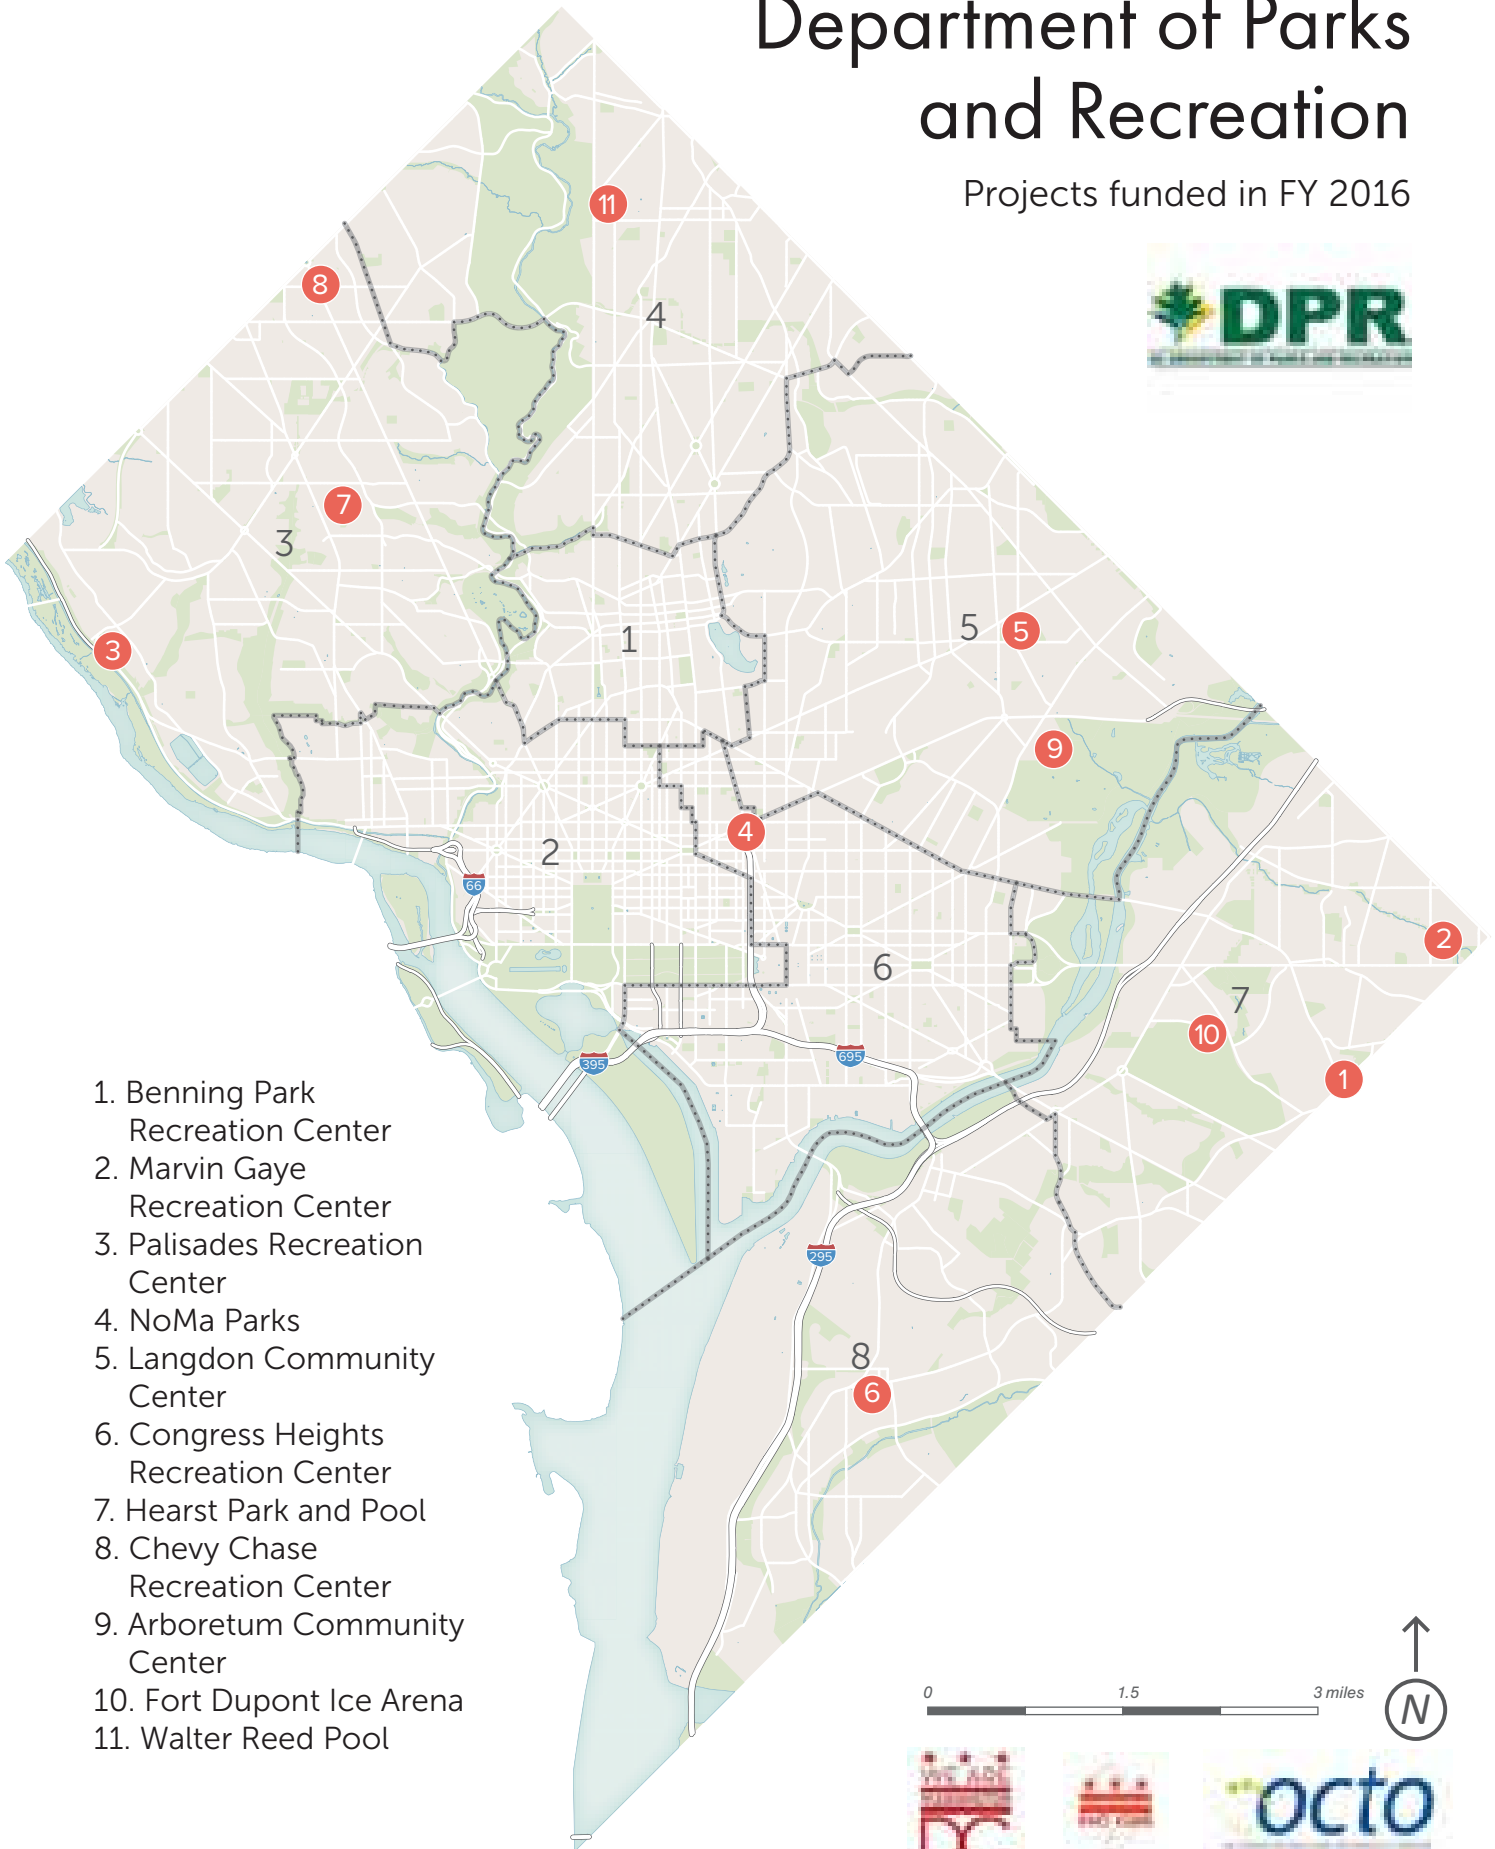 Department of Parks
and Recreation
Projects funded in FY 2016
DPR
11
8
4
7
3
3
1
5
5
9
4
2
66
6
2
7
10
1
395
695
295
8
6
1. Benning Park
Recreation Center
2. Marvin Gaye
Recreation Center
3. Palisades Recreation
Center
4. NoMa Parks
5. Langdon Community
Center
6. Congress Heights
Recreation Center
7. Hearst Park and Pool
8. Chevy Chase
Recreation Center
9. Arboretum Community
Center
10. Fort Dupont Ice Arena
11. Walter Reed Pool
0 1.5 3 miles
N
WE ARE
octo